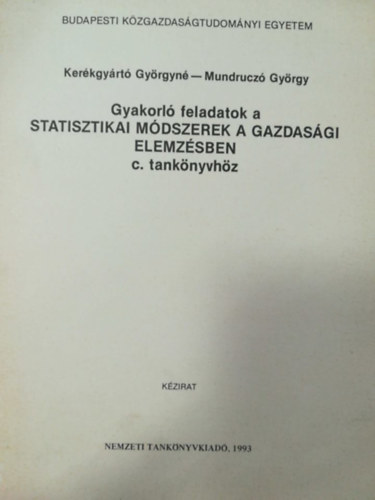 BUDAPESTI KÖZGAZDASÁGTUDOMÁNYI EGYETEM
Kerékgyártó Györgyné — Mundruczó György
Gyakorló feladatok a
STATISZTIKAI MÓDSZEREK A GAZDASÁGI
ELEMZÉSBEN
c. tankönyvhöz
KÉZIRAT
NEMZETI TANKÖNYVKIADÓ, 1993